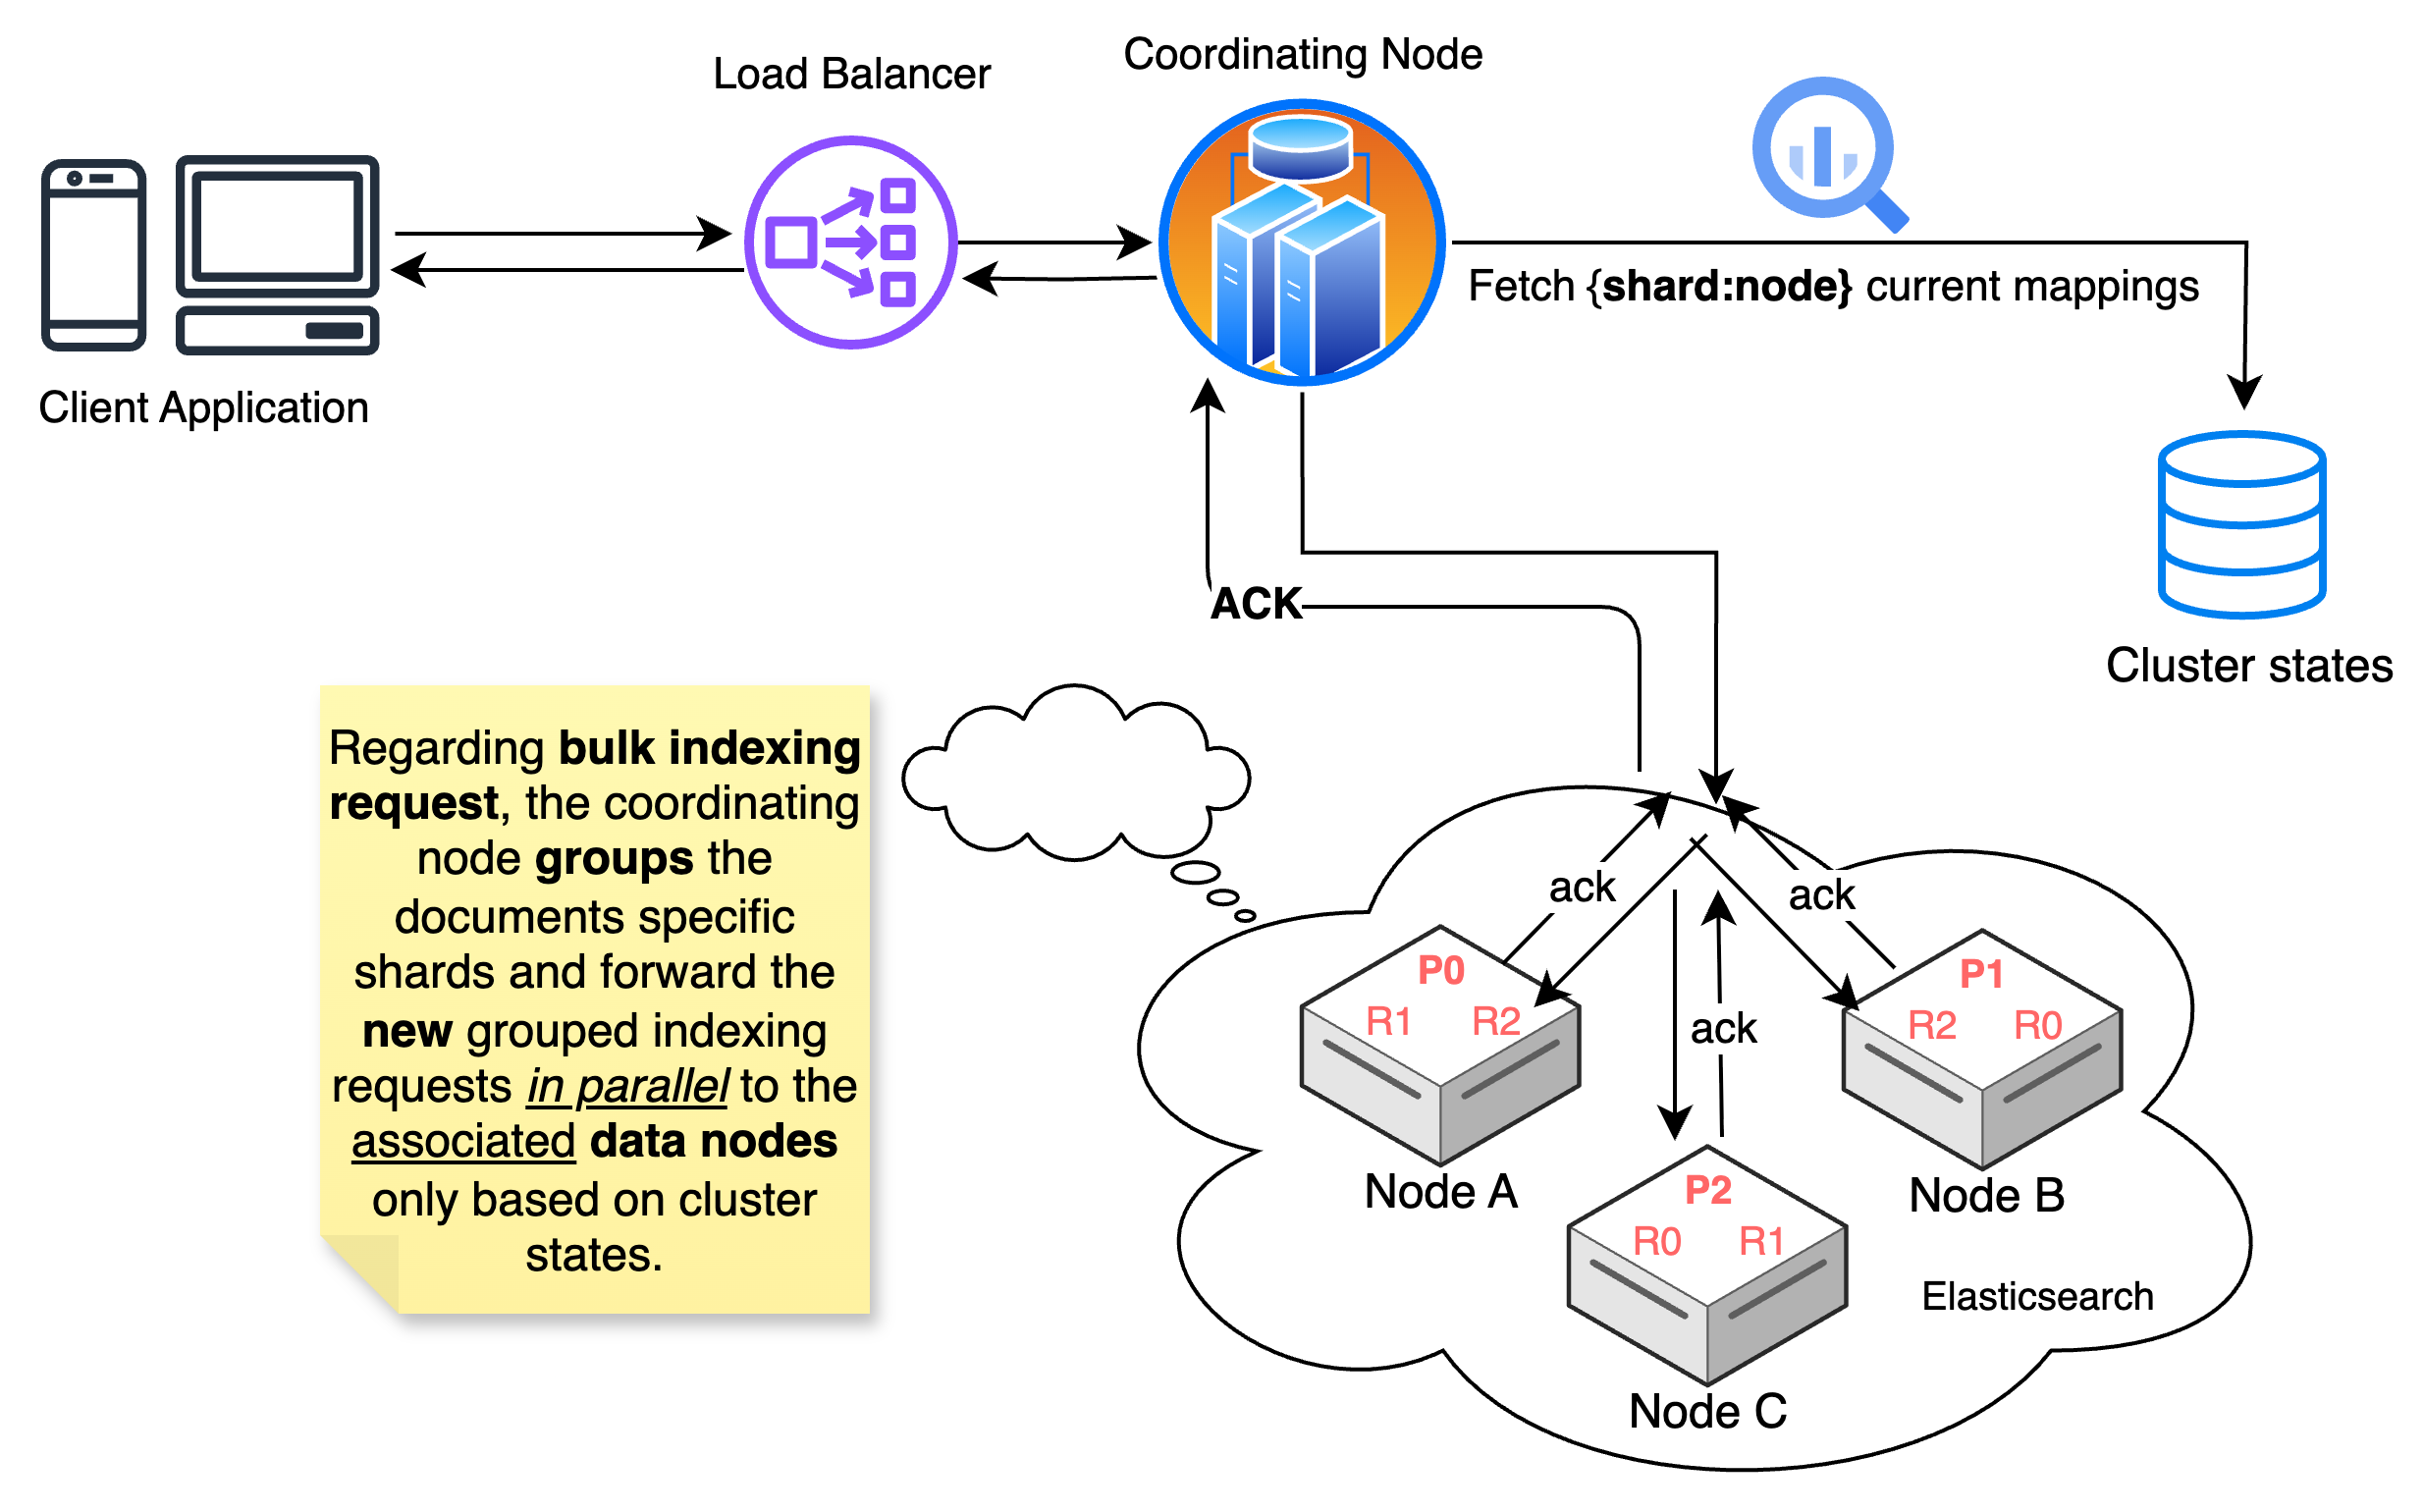 Load Balancer
Coordinating Node
Fetch {shard:node} current mappings
Client Application
Cluster states
ACK
Regarding bulk indexing
request, the coordinating
node groups the
documents specific
shards and forward the
new grouped indexing
requests in parallel to the
associated data nodes
only based on cluster
states.
ack
ack
ack
P0
R1 R2
Node A
P1
R2 R0
Node B
P2
R0 R1
Node C
Elasticsearch